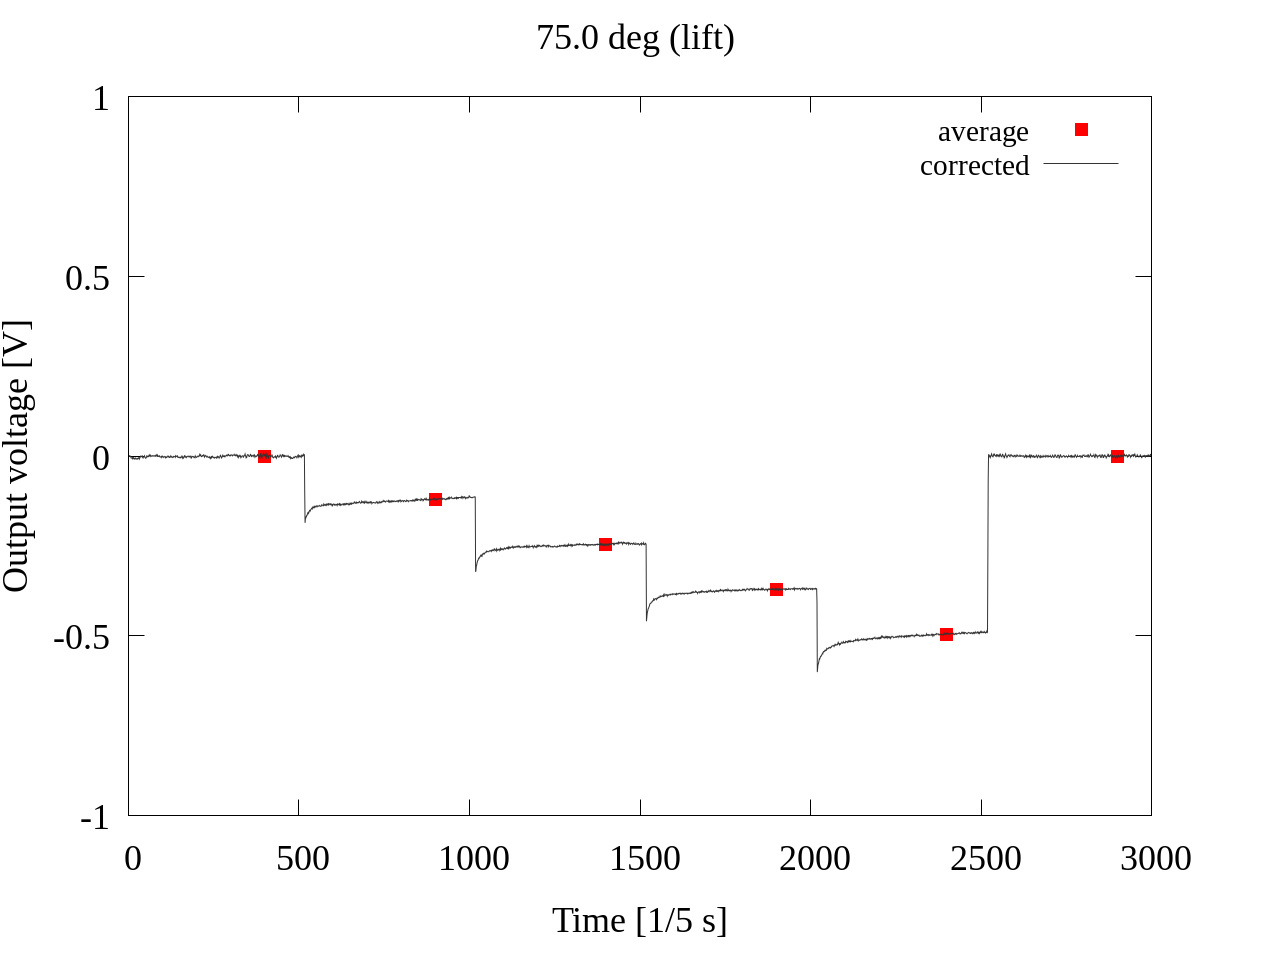 75.0 deg (lift)
average
corrected
1
0.5
0
-0.5
-1
Output voltage [V]
0 500 1000 1500 2000 2500 3000
Time [1/5 s]